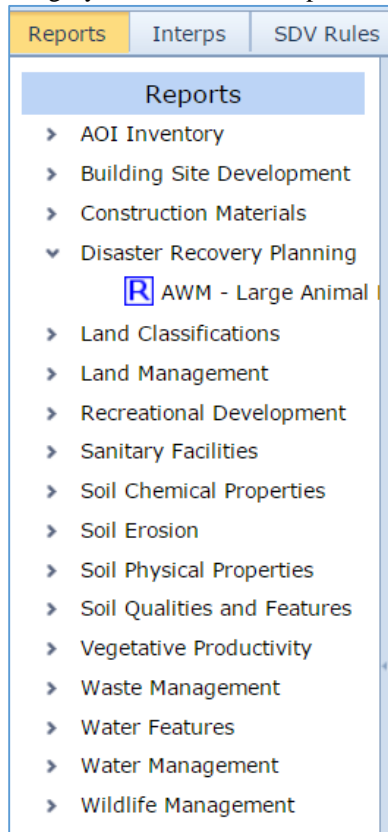 Reports Interps SDV Rules
Reports
AOI Inventory
Building Site Development
Construction Materials
Disaster Recovery Planning
R AWM - Large Animal
Land Classifications
Land Management
Recreational Development
Sanitary Facilities
Soil Chemical Properties
Soil Erosion
Soil Physical Properties
Soil Qualities and Features
Vegetative Productivity
Waste Management
Water Features
Water Management
Wildlife Management